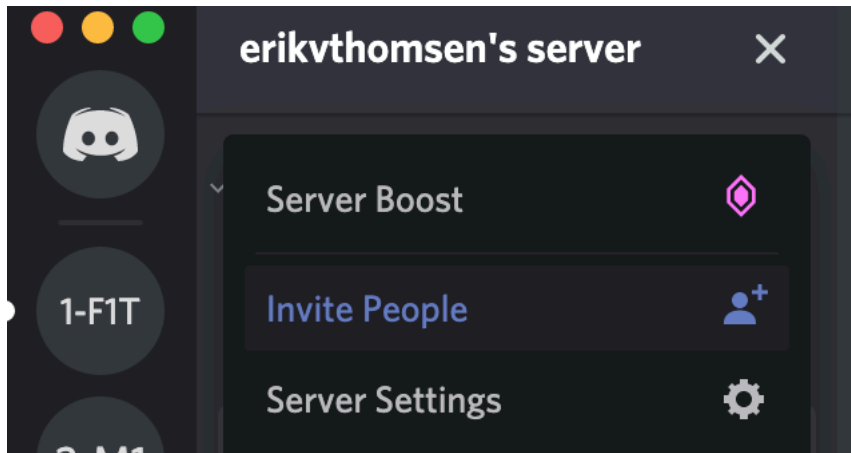 erikvthomsen's server
Server Boost
1-F1T
Invite People
Server Settings